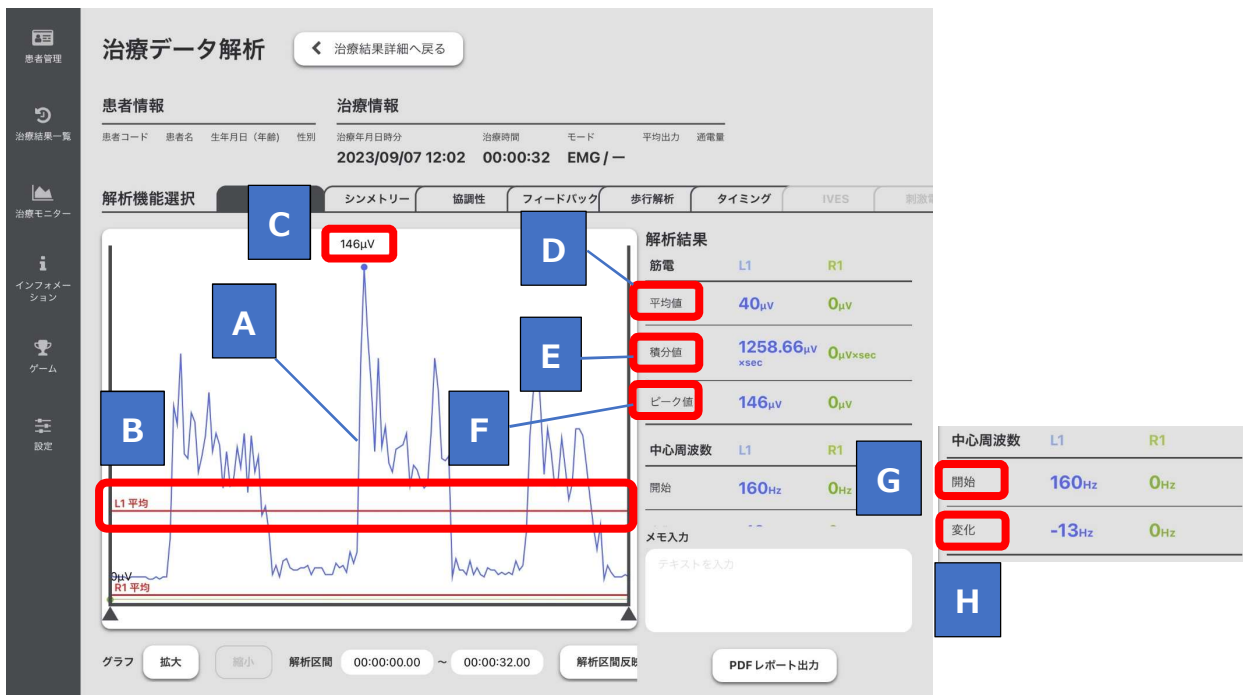 患者管理
治療結果一覧
治療モニター
インフォメー
ション
ゲーム
設定
治療データ解析
治療結果詳細へ戻る
患者情報
患者コード 患者名 生年月日（年齢） 性別
治療情報
治療年月日時分 治療時間 モード 平均出力 通電量
2023/09/07 12:02 00:00:32 EMG / −
解析機能選択
シンメトリー 協調性 フィードバック 歩行解析 タイミング IVES
C
146μV
A
B
L1 平均
0μV
R1 平均
D
E
F
解析結果
筋電 L1 R1
平均値 40μV 0μV
積分値 1258.66μV×sec 0μV×sec
ピーク値 146μV 0μV
中心周波数 L1 R1
開始 160Hz 0Hz
G
メモ入力
テキストを入力
グラフ 拡大 縮小 解析区間 00:00:00.00 ~ 00:00:32.00 解析区間反映
PDF レポート出力
中心周波数 L1 R1
開始 160Hz 0Hz
変化 -13Hz 0Hz
H